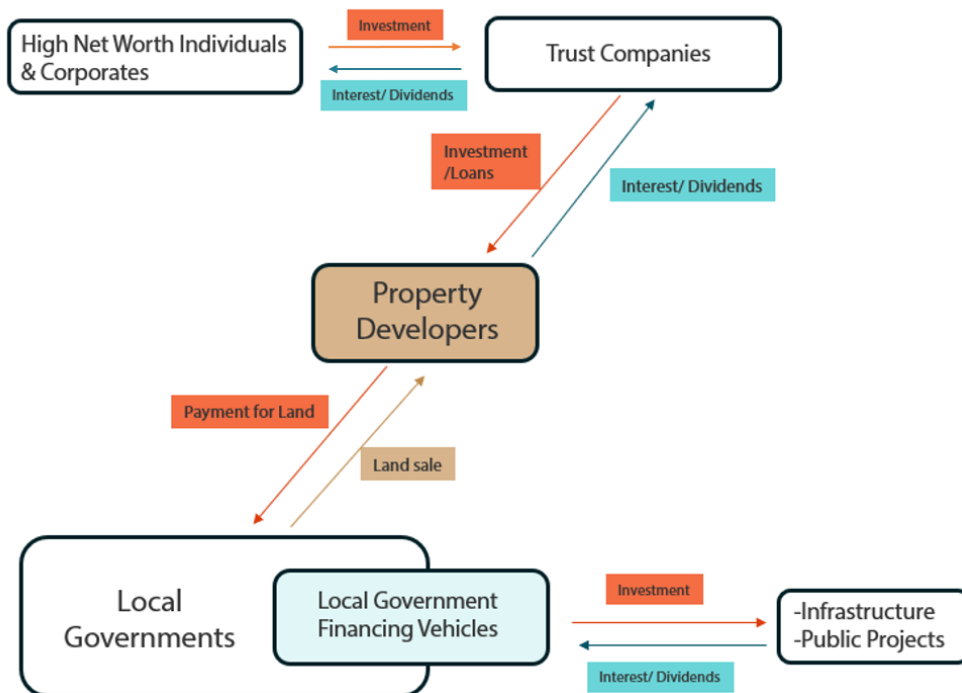 Investment
High Net Worth Individuals
& Corporates
Trust Companies
Interest/ Dividends
Investment
/Loans
Interest/ Dividends
Property
Developers
Payment for Land
Land sale
Local
Governments
Local Government
Financing Vehicles
Investment
-Infrastructure
-Public Projects
Interest/ Dividends